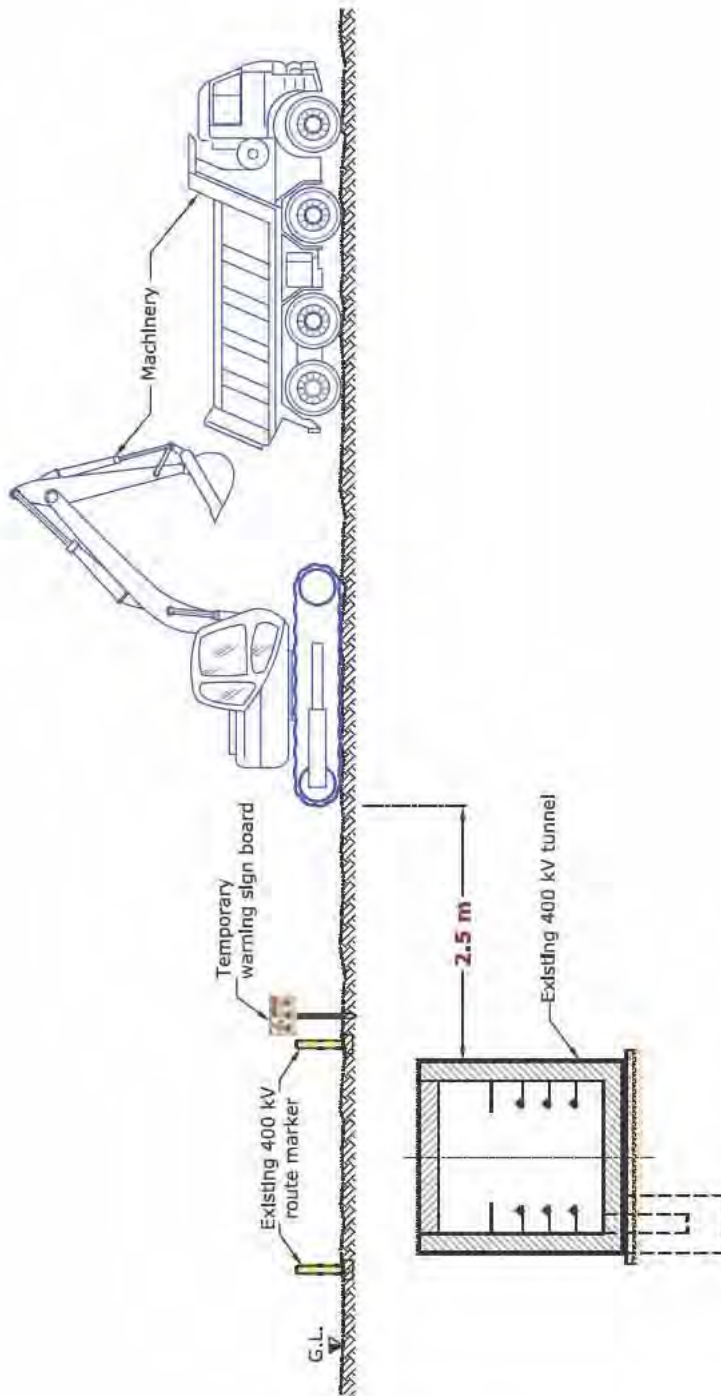 G.L.
Existing 400 kV
route marker
Temporary
warning sign board
Machinery
2.5 m
Existing 400 kV tunnel